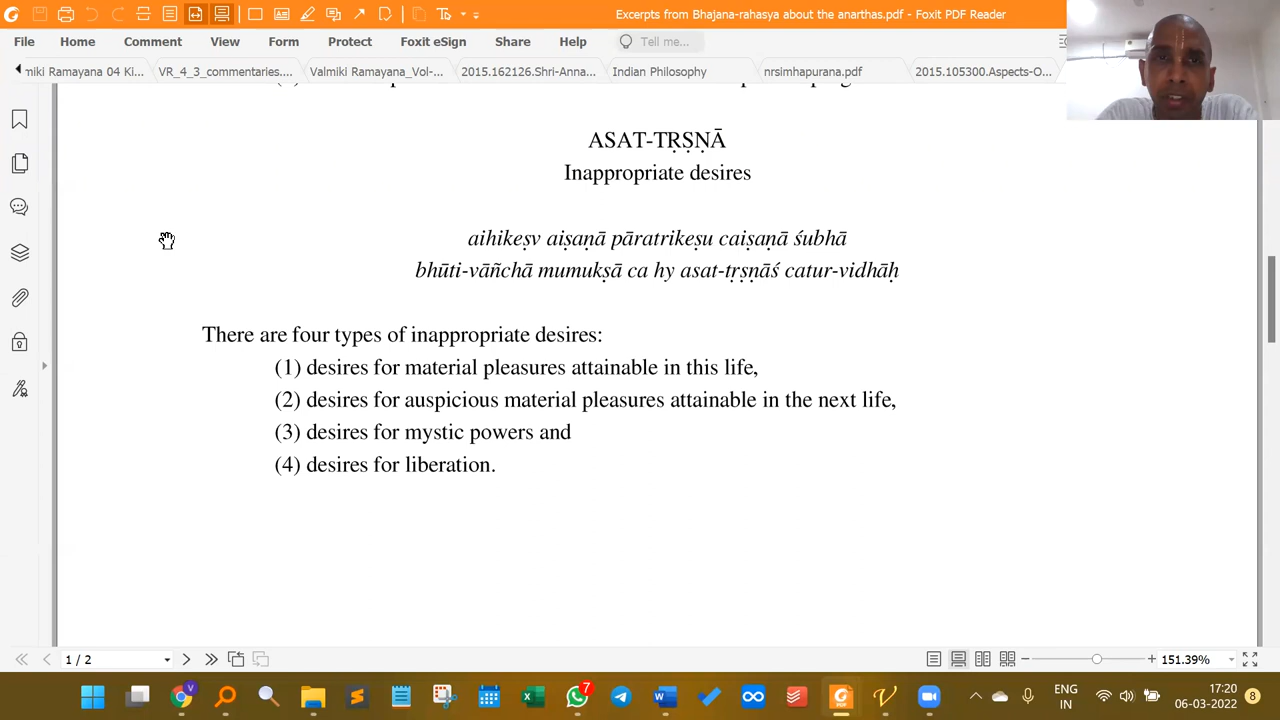 Excerpts from Bhajana-rahasya about the anarthas.pdf - Foxit PDF Reader
File Home Comment View Form Protect Foxit eSign Share Help Tell me...
miki Ramayana 04 Ki... VR_4_3_commentaries.... Valmiki Ramayana_Vol-... 2015.162126.Shri-Anna... Indian Philosophy nrsimhapurana.pdf 2015.105300.Aspects-O...
ASAT-TṚṢṆĀ
Inappropriate desires
aihikeṣv aiṣaṇā pāratrikeṣu caiṣaṇā śubhā
bhūti-vāñchā mumukṣā ca hy asat-tṛṣṇāś catur-vidhāḥ
There are four types of inappropriate desires:
(1) desires for material pleasures attainable in this life,
(2) desires for auspicious material pleasures attainable in the next life,
(3) desires for mystic powers and
(4) desires for liberation.
1 / 2
151.39%
7
ENG
IN
17:20
06-03-2022
8